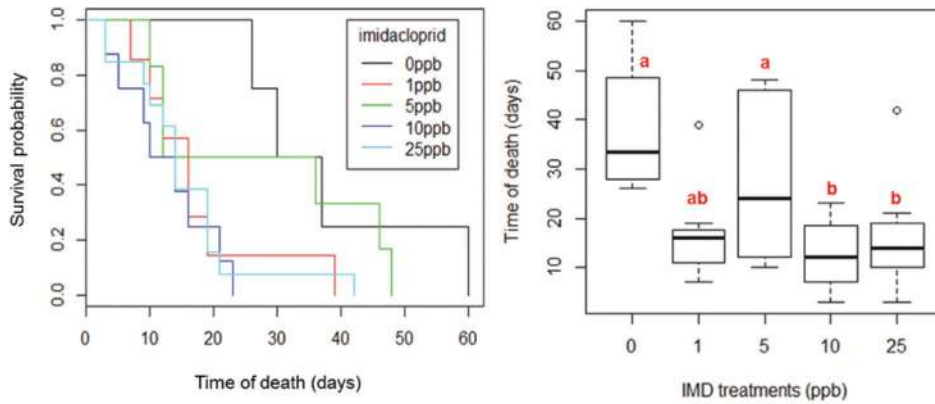 Survival probability
0.0 0.2 0.4 0.6 0.8 1.0
imidacloprid
0ppb
1ppb
5ppb
10ppb
25ppb
0 10 20 30 40 50 60
Time of death (days)
Time of death (days)
10 20 30 40 50 60
a
ab
a
b
b
0 1 5 10 25
IMD treatments (ppb)